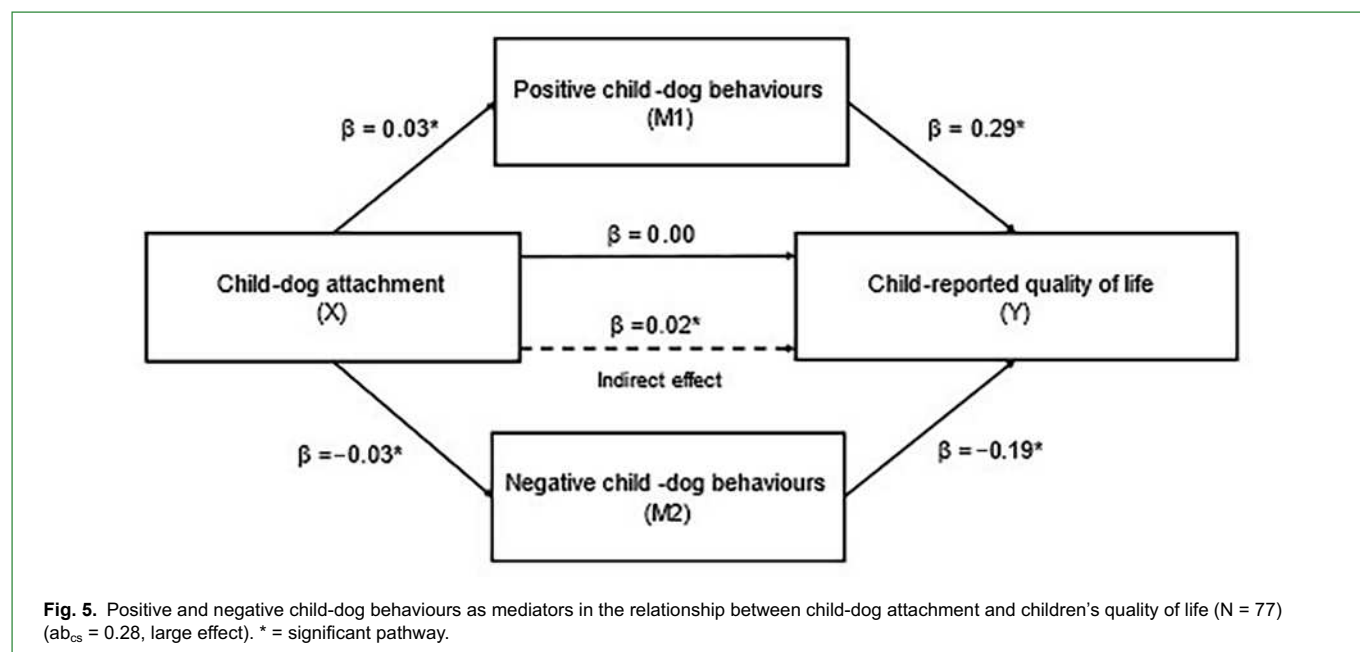 Positive child-dog behaviours
(M1)
β = 0.03*
β = 0.29*
β = 0.00
Child-dog attachment
(X)
Child-reported quality of life
(Y)
β =0.02*
Indirect effect
β =−0.03*
β =−0.19*
Negative child -dog behaviours
(M2)
Fig. 5. Positive and negative child-dog behaviours as mediators in the relationship between child-dog attachment and children’s quality of life (N = 77)
(abcs = 0.28, large effect). * = significant pathway.